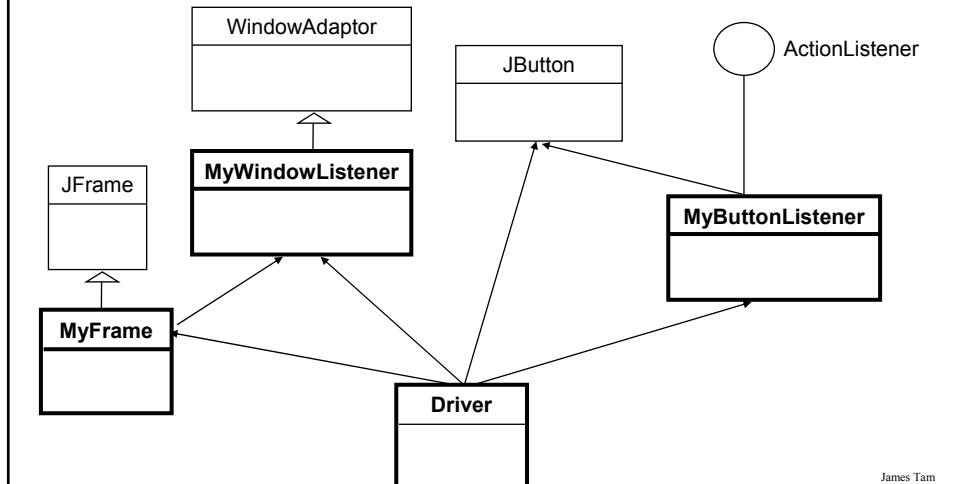 WindowAdaptor
ActionListener
JButton
MyWindowListener
JFrame
MyButtonListener
MyFrame
Driver
James Tam